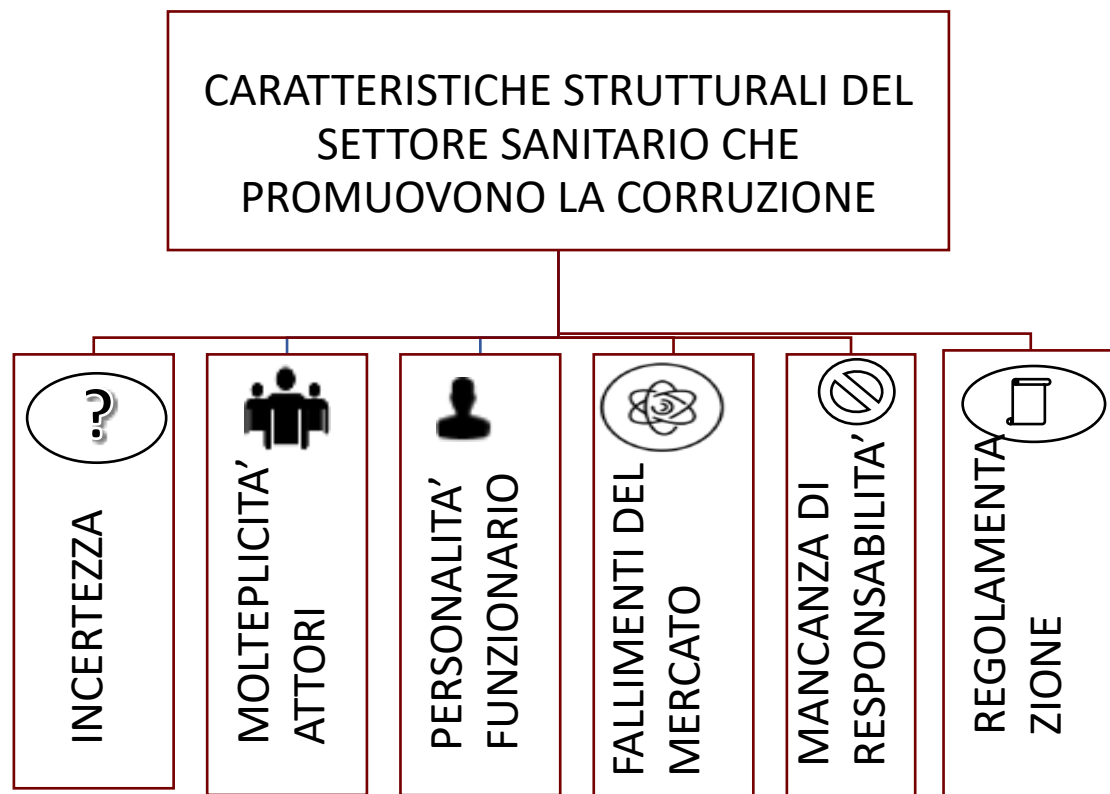 CARATTERISTICHE STRUTTURALI DEL
SETTORE SANITARIO CHE
PROMUOVONO LA CORRUZIONE
?
INCERTEZZA
MOLTEPLICITA’
ATTORI
PERSONALITA’
FUNZIONARIO
FALLIMENTI DEL
MERCATO
MANCANZA DI
RESPONSABILITA’
REGOLAMENTA
ZIONE